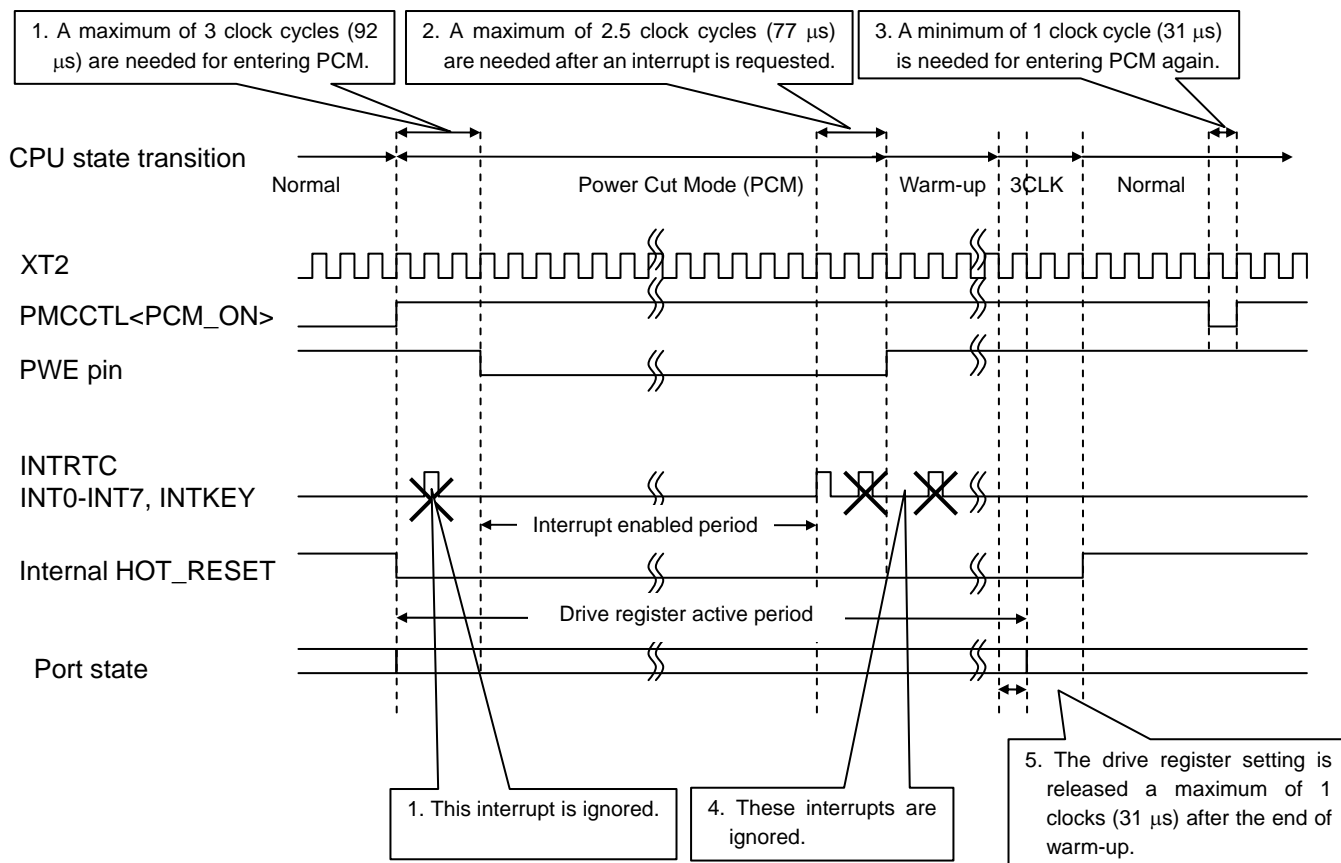 1. A maximum of 3 clock cycles (92
μs) are needed for entering PCM.
2. A maximum of 2.5 clock cycles (77 μs)
are needed after an interrupt is requested.
3. A minimum of 1 clock cycle (31 μs)
is needed for entering PCM again.
CPU state transition
Normal
Power Cut Mode (PCM)
Warm-up
3CLK
Normal
XT2
PMCCTL<PCM_ON>
PWE pin
INTRTC
INT0-INT7, INTKEY
Interrupt enabled period
Internal HOT_RESET
Drive register active period
Port state
1. This interrupt is ignored.
4. These interrupts are
ignored.
5. The drive register setting is
released a maximum of 1
clocks (31 μs) after the end of
warm-up.